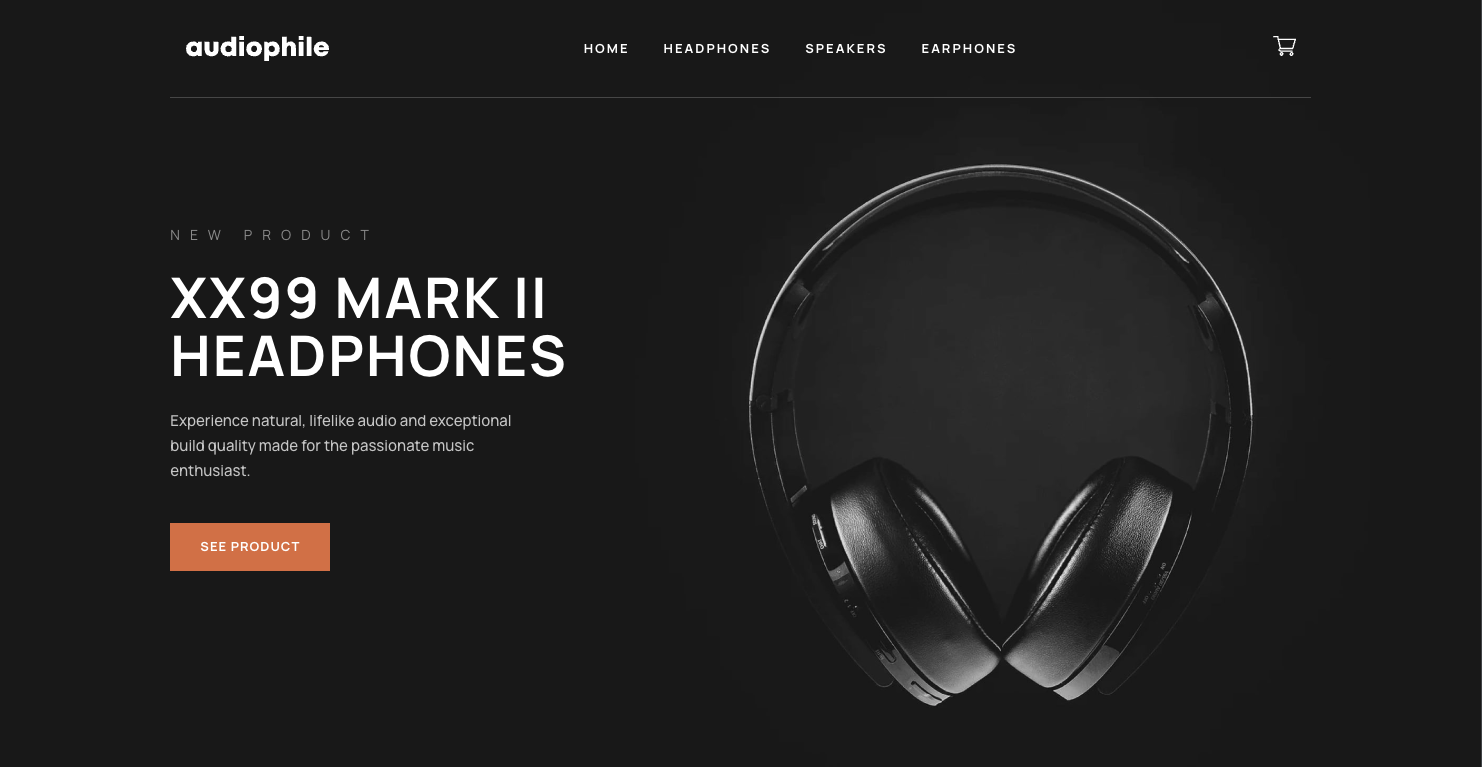 audiophile
HOME HEADPHONES SPEAKERS EARPHONES
NEW PRODUCT
XX99 MARK II
HEADPHONES
Experience natural, lifelike audio and exceptional
build quality made for the passionate music
enthusiast.
SEE PRODUCT